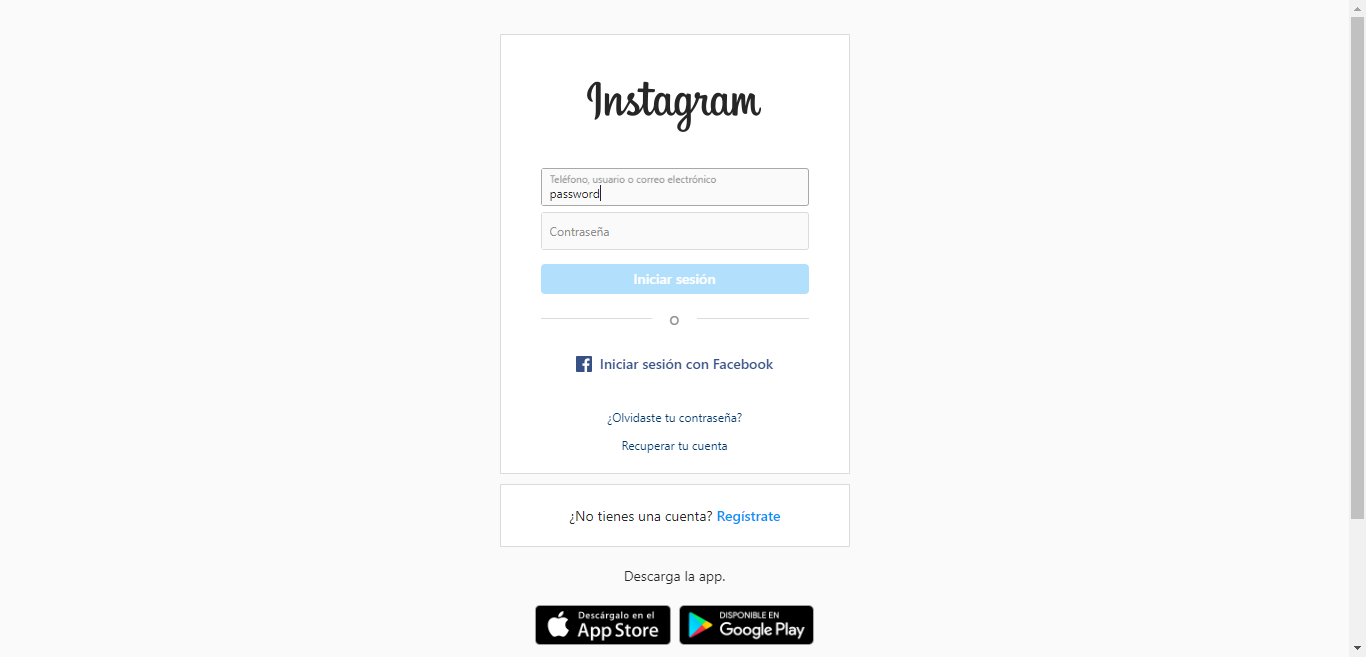 Instagram
Teléfono, usuario o correo electrónico
password
Contraseña
Iniciar sesión
O
Iniciar sesión con Facebook
¿Olvidaste tu contraseña?
Recuperar tu cuenta
¿No tienes una cuenta? Regístrate
Descarga la app.
Descárgalo en el
App Store
DISPONIBLE EN
Google Play